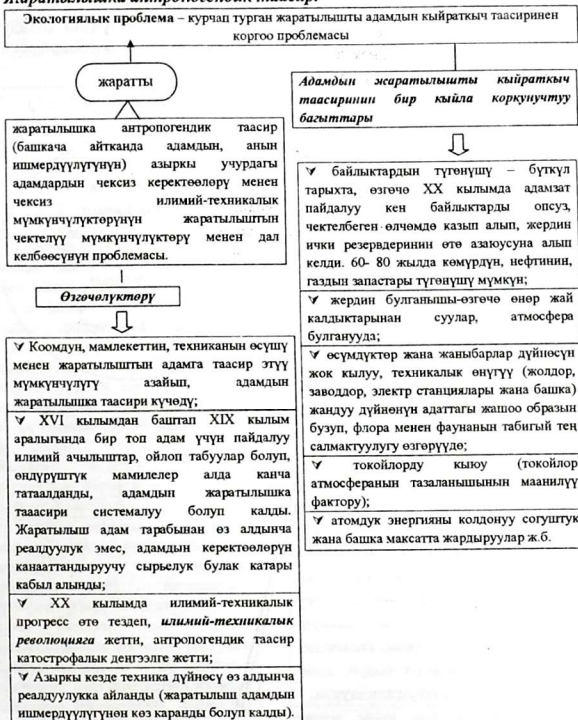 Жаратылышка антропогендик таасир.
Экологиялык проблема – курчап турган жаратылышты адамдын кыйраткыч таасиринен
коргоо проблемасы
жаратты
жаратылышка антропогендик таасир
(башкача айтканда адамдын, анын
ишмердүүлүгүнүн) азыркы учурдагы
адамдардын чексиз керектөөлөрү менен
чексиз илимий-техникалык
мүмкүнчүлүктөрүнүн жаратылыштын
чектелүү мүмкүнчүлүктөрү менен дал
келбөөсүнүн проблемасы.
Өзгөчөлүктөрү
Коомдун, мамлекеттин, техниканын өсүшү
менен жаратылыштын адамга таасир этүү
мүмкүнчүлүгү азайып, адамдын
жаратылышка таасири күчөдү;
XVI кылымдан баштап XIX кылым
аралыгында бир топ адам үчүн пайдалуу
илимий ачылыштар, ойлоп табуулар болуп,
өндүрүштүк мамилелер алда канча
татаалданды, адамдын жаратылышка
тааасири системалуу болуп калды.
Жаратылыш адам тарабынан өз алдынча
реалдуулук эмес, адамдын керектөөлөрүн
канааттандыруучу сырьелук булак катары
кабыл алынды;
XX кылымда илимий-техникалык
прогресс өтө тездеп, илимий-техникалык
революцияга жетти, антропогендик таасир
катострофалык деңгээлге жетти;
Азыркы кезде техника дүйнөсү өз алдынча
реалдуулукка айланды (жаратылыш адамдын
ишмердүүлүгүнөн көз каранды болуп калды).
Адамдын жаратылышты кыйраткыч
таасиринин бир кыйла коркунучтуу
багыттары
байлыктардын түгөнүшү – бүткүл
тарыхта, өзгөчө XX кылымда адамзат
пайдалуу кен байлыктарды опсуз,
чектелбеген өлчөмдө казып алып, жердин
ички резервдеринин өтө азаюусуна алып
келди. 60- 80 жылда көмүрдүн, нефтинин,
газдын запастары түгөнүшү мүмкүн;
жердин булганышы-өзгөчө өнөр жай
калдыктарынан суулар, атмосфера
булганууда;
өсүмдүктөр жана жаныбарлар дүйнөсүн
жок кылуу, техникалык өнүгүү (жолдор,
заводдор, электр станциялары жана башка)
жандуу дүйнөнүн адаттагы жашоо образын
бузуп, флора менен фаунанын табигый тең
салмактуулугу өзгөрүүдө;
токойлорду кыюу (токойлор
атмосферанын тазаланышынын маанилүү
фактору);
атомдук энергияны колдонуу согуштук
жана башка максатта жардыруулар ж.б.